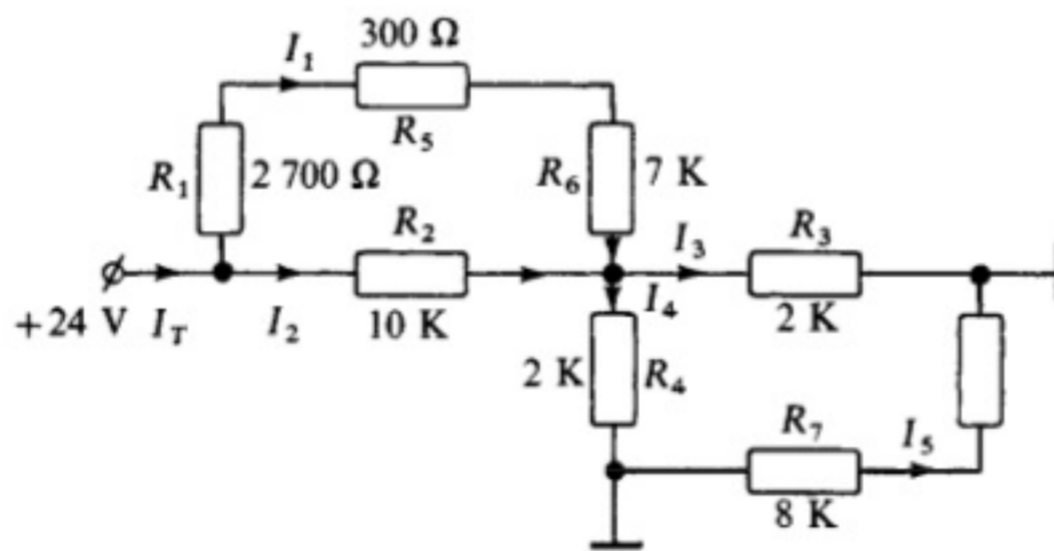 300 Ω
I₁
R₅
R₁
2 700 Ω
R₆
7 K
R₂
I₃
R₃
+24 V
I_T
I₂
10 K
I₄
2 K
2 K
R₄
R₇
I₅
8 K